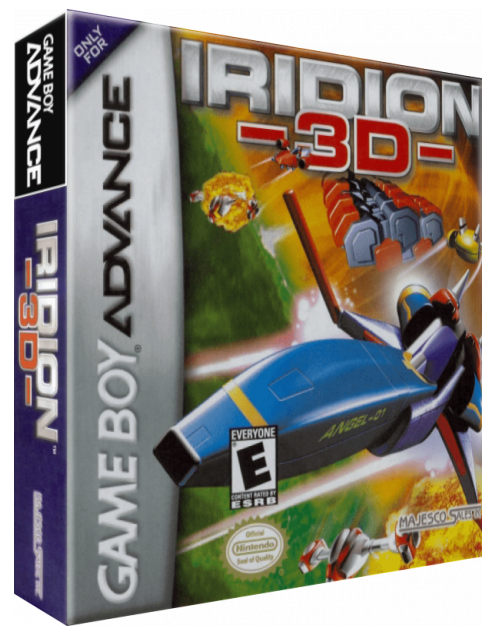 GAME BOY
ADVANCE
IRIDION
-3D-
™
ONLY
FOR
GAME BOY ADVANCE
®
IRIDION
-3D-
ANGEL-01
EVERYONE
E
CONTENT RATED BY
ESRB
Official
Nintendo
Seal of Quality
MAJESCO SALES